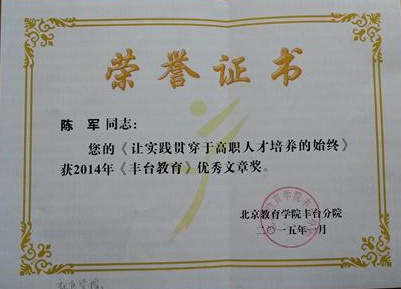 荣誉证书
陈 军 同志：
您的《让实践贯穿于高职人才培养的始终》
获2014年《丰台教育》优秀文章奖。
北京教育学院丰台分院
二〇一五年一月